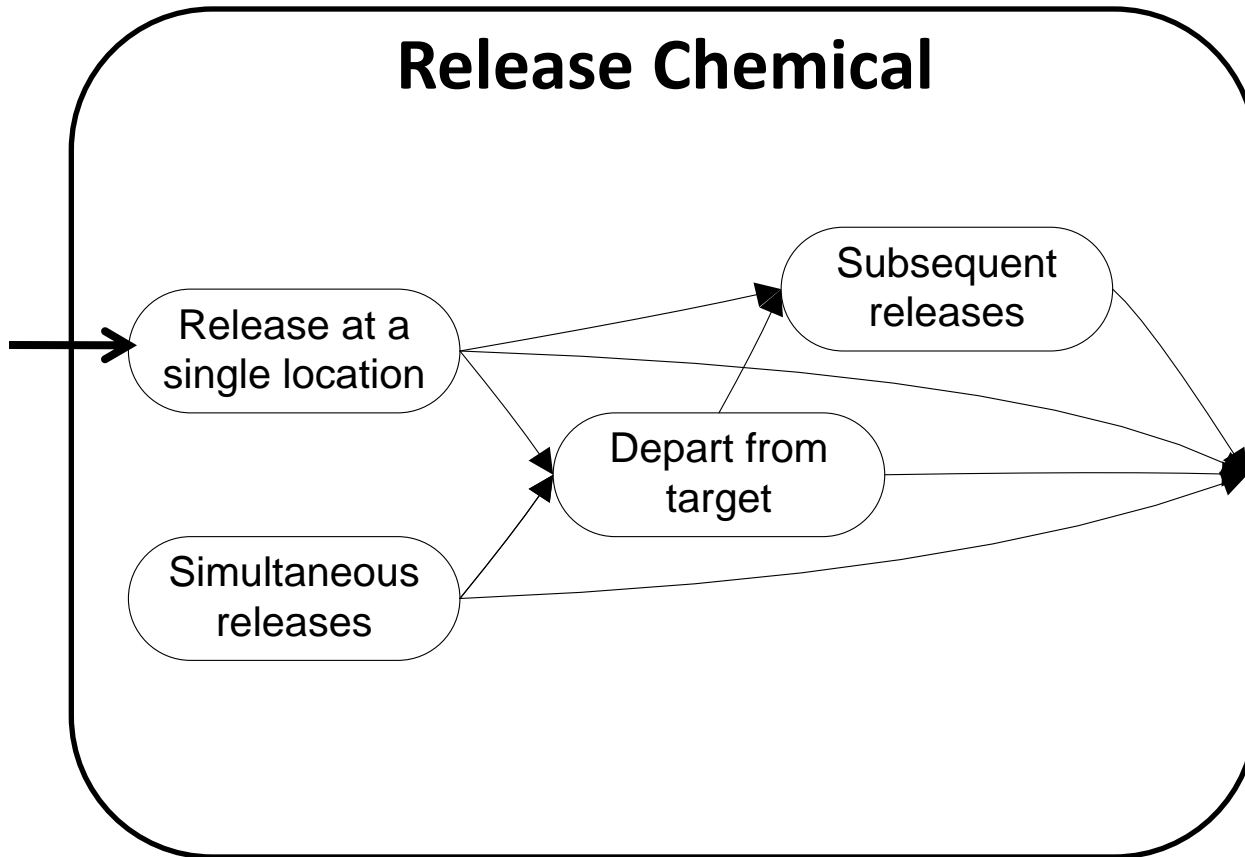 Release Chemical
Subsequent
releases
Release at a
single location
Depart from
target
Simultaneous
releases